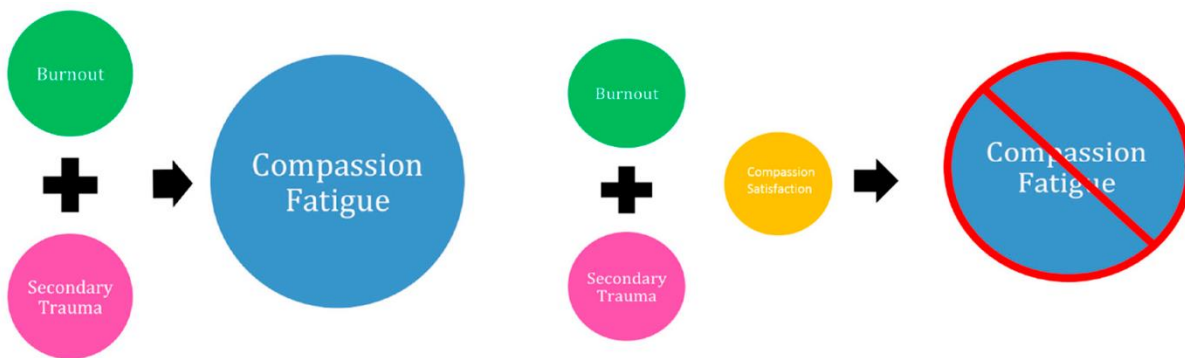 Burnout
Compassion
Fatigue
Secondary
Trauma
Burnout
Compassion
Satisfaction
Secondary
Trauma
Compassion
Fatigue